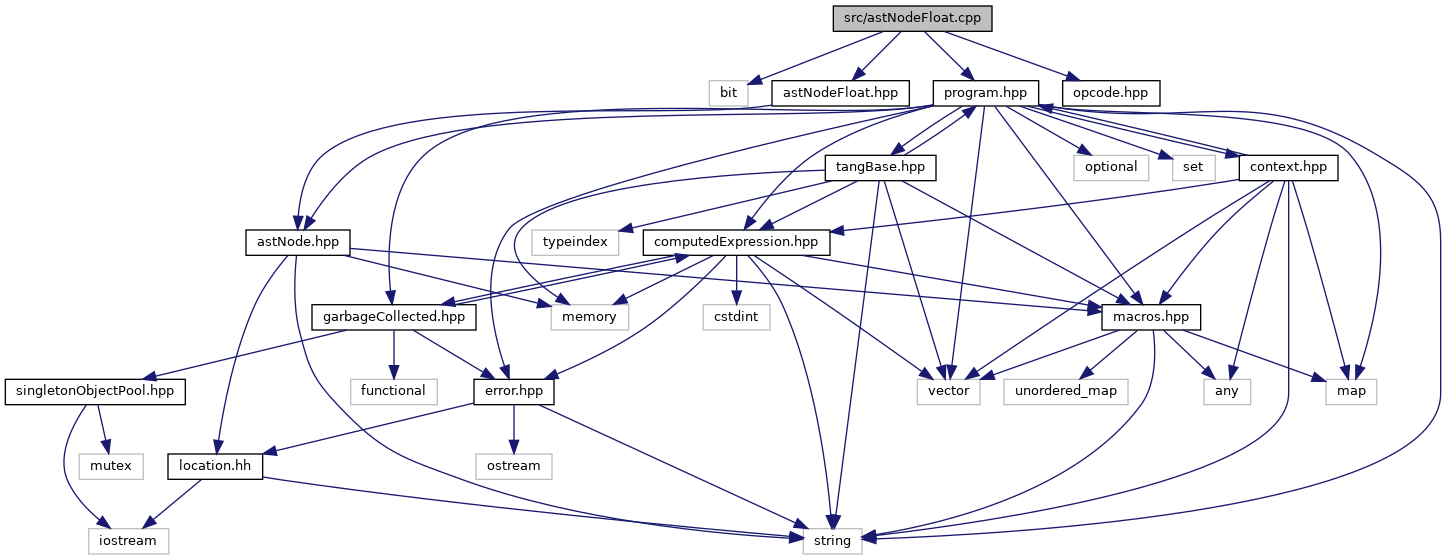 src/astNodeFloat.cpp
bit
astNodeFloat.hpp
program.hpp
opcode.hpp
tangBase.hpp
optional
set
context.hpp
astNode.hpp
typeindex
computedExpression.hpp
garbageCollected.hpp
memory
cstdint
macros.hpp
singletonObjectPool.hpp
functional
error.hpp
vector
unordered_map
any
map
mutex
location.hh
ostream
iostream
string